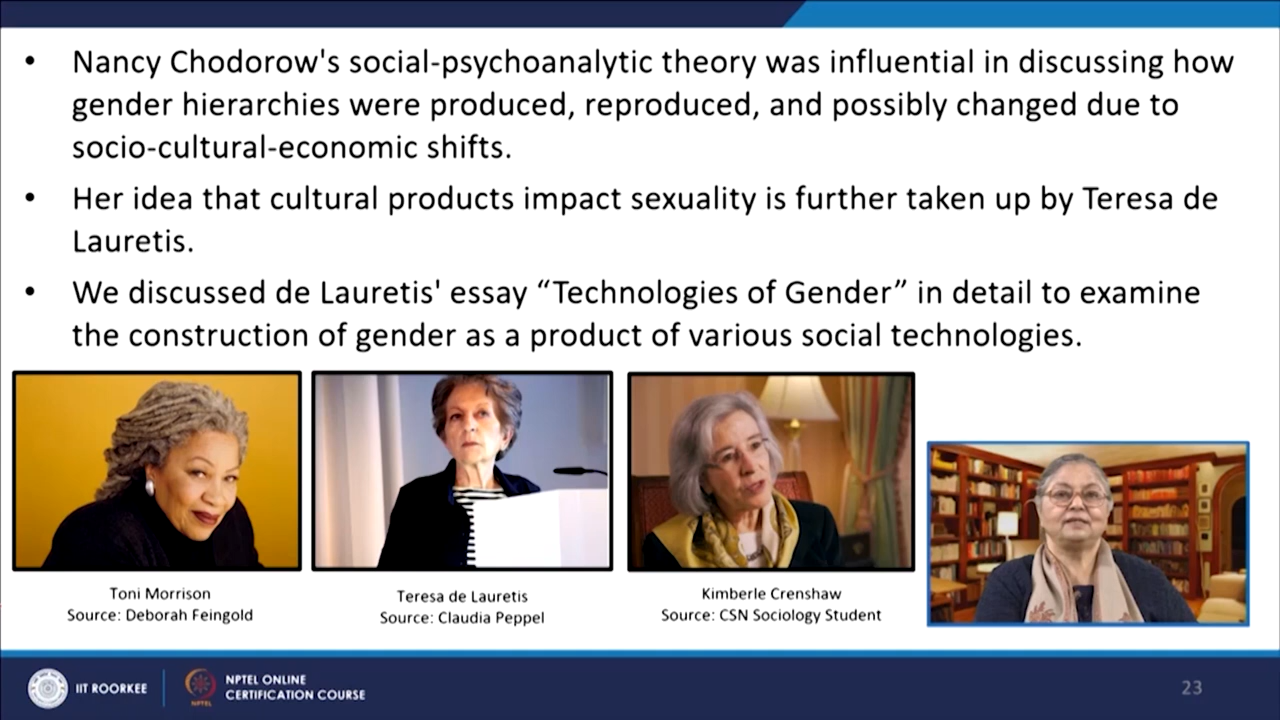 • Nancy Chodorow's social-psychoanalytic theory was influential in discussing how
gender hierarchies were produced, reproduced, and possibly changed due to
socio-cultural-economic shifts.
• Her idea that cultural products impact sexuality is further taken up by Teresa de
Lauretis.
• We discussed de Lauretis' essay “Technologies of Gender” in detail to examine
the construction of gender as a product of various social technologies.
Toni Morrison
Source: Deborah Feingold
Teresa de Lauretis
Source: Claudia Peppel
Kimberle Crenshaw
Source: CSN Sociology Student
IIT ROORKEE
NPTEL
NPTEL ONLINE
CERTIFICATION COURSE
23